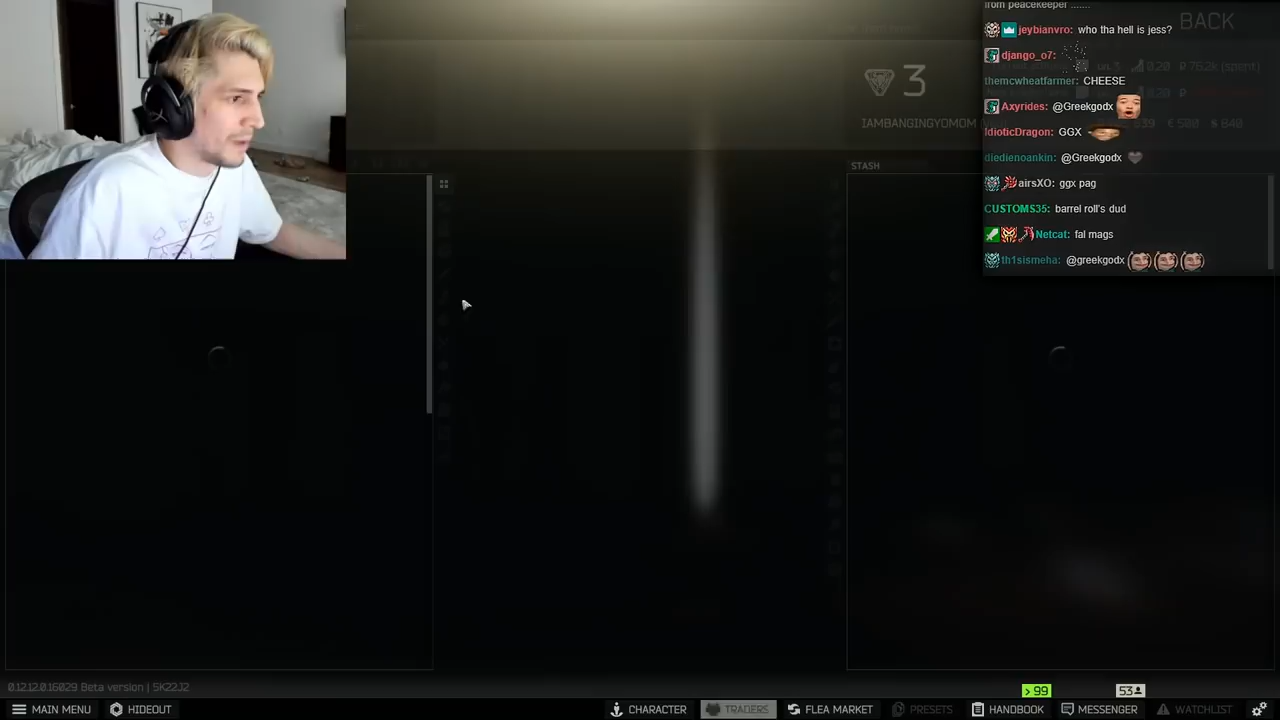 from peacekeeper .......
BACK
jeybianvro: who tha hell is jess?
django_o7:
themcwheatfarmer: CHEESE
Axyrides: @Greekgodx
IdioticDragon: GGX
diedienoankin: @Greekgodx
airsXO: ggx pag
CUSTOMS35: barrel roll's dud
Netcat: fal mags
th1sismeha: @greekgodx
3
IAMBANGINGYOMOM
STASH
0.12.12.0.16029 Beta version | 5K22J2
> 99
53
MAIN MENU
HIDEOUT
CHARACTER
TRADERS
FLEA MARKET
PRESETS
HANDBOOK
MESSENGER
WATCHLIST